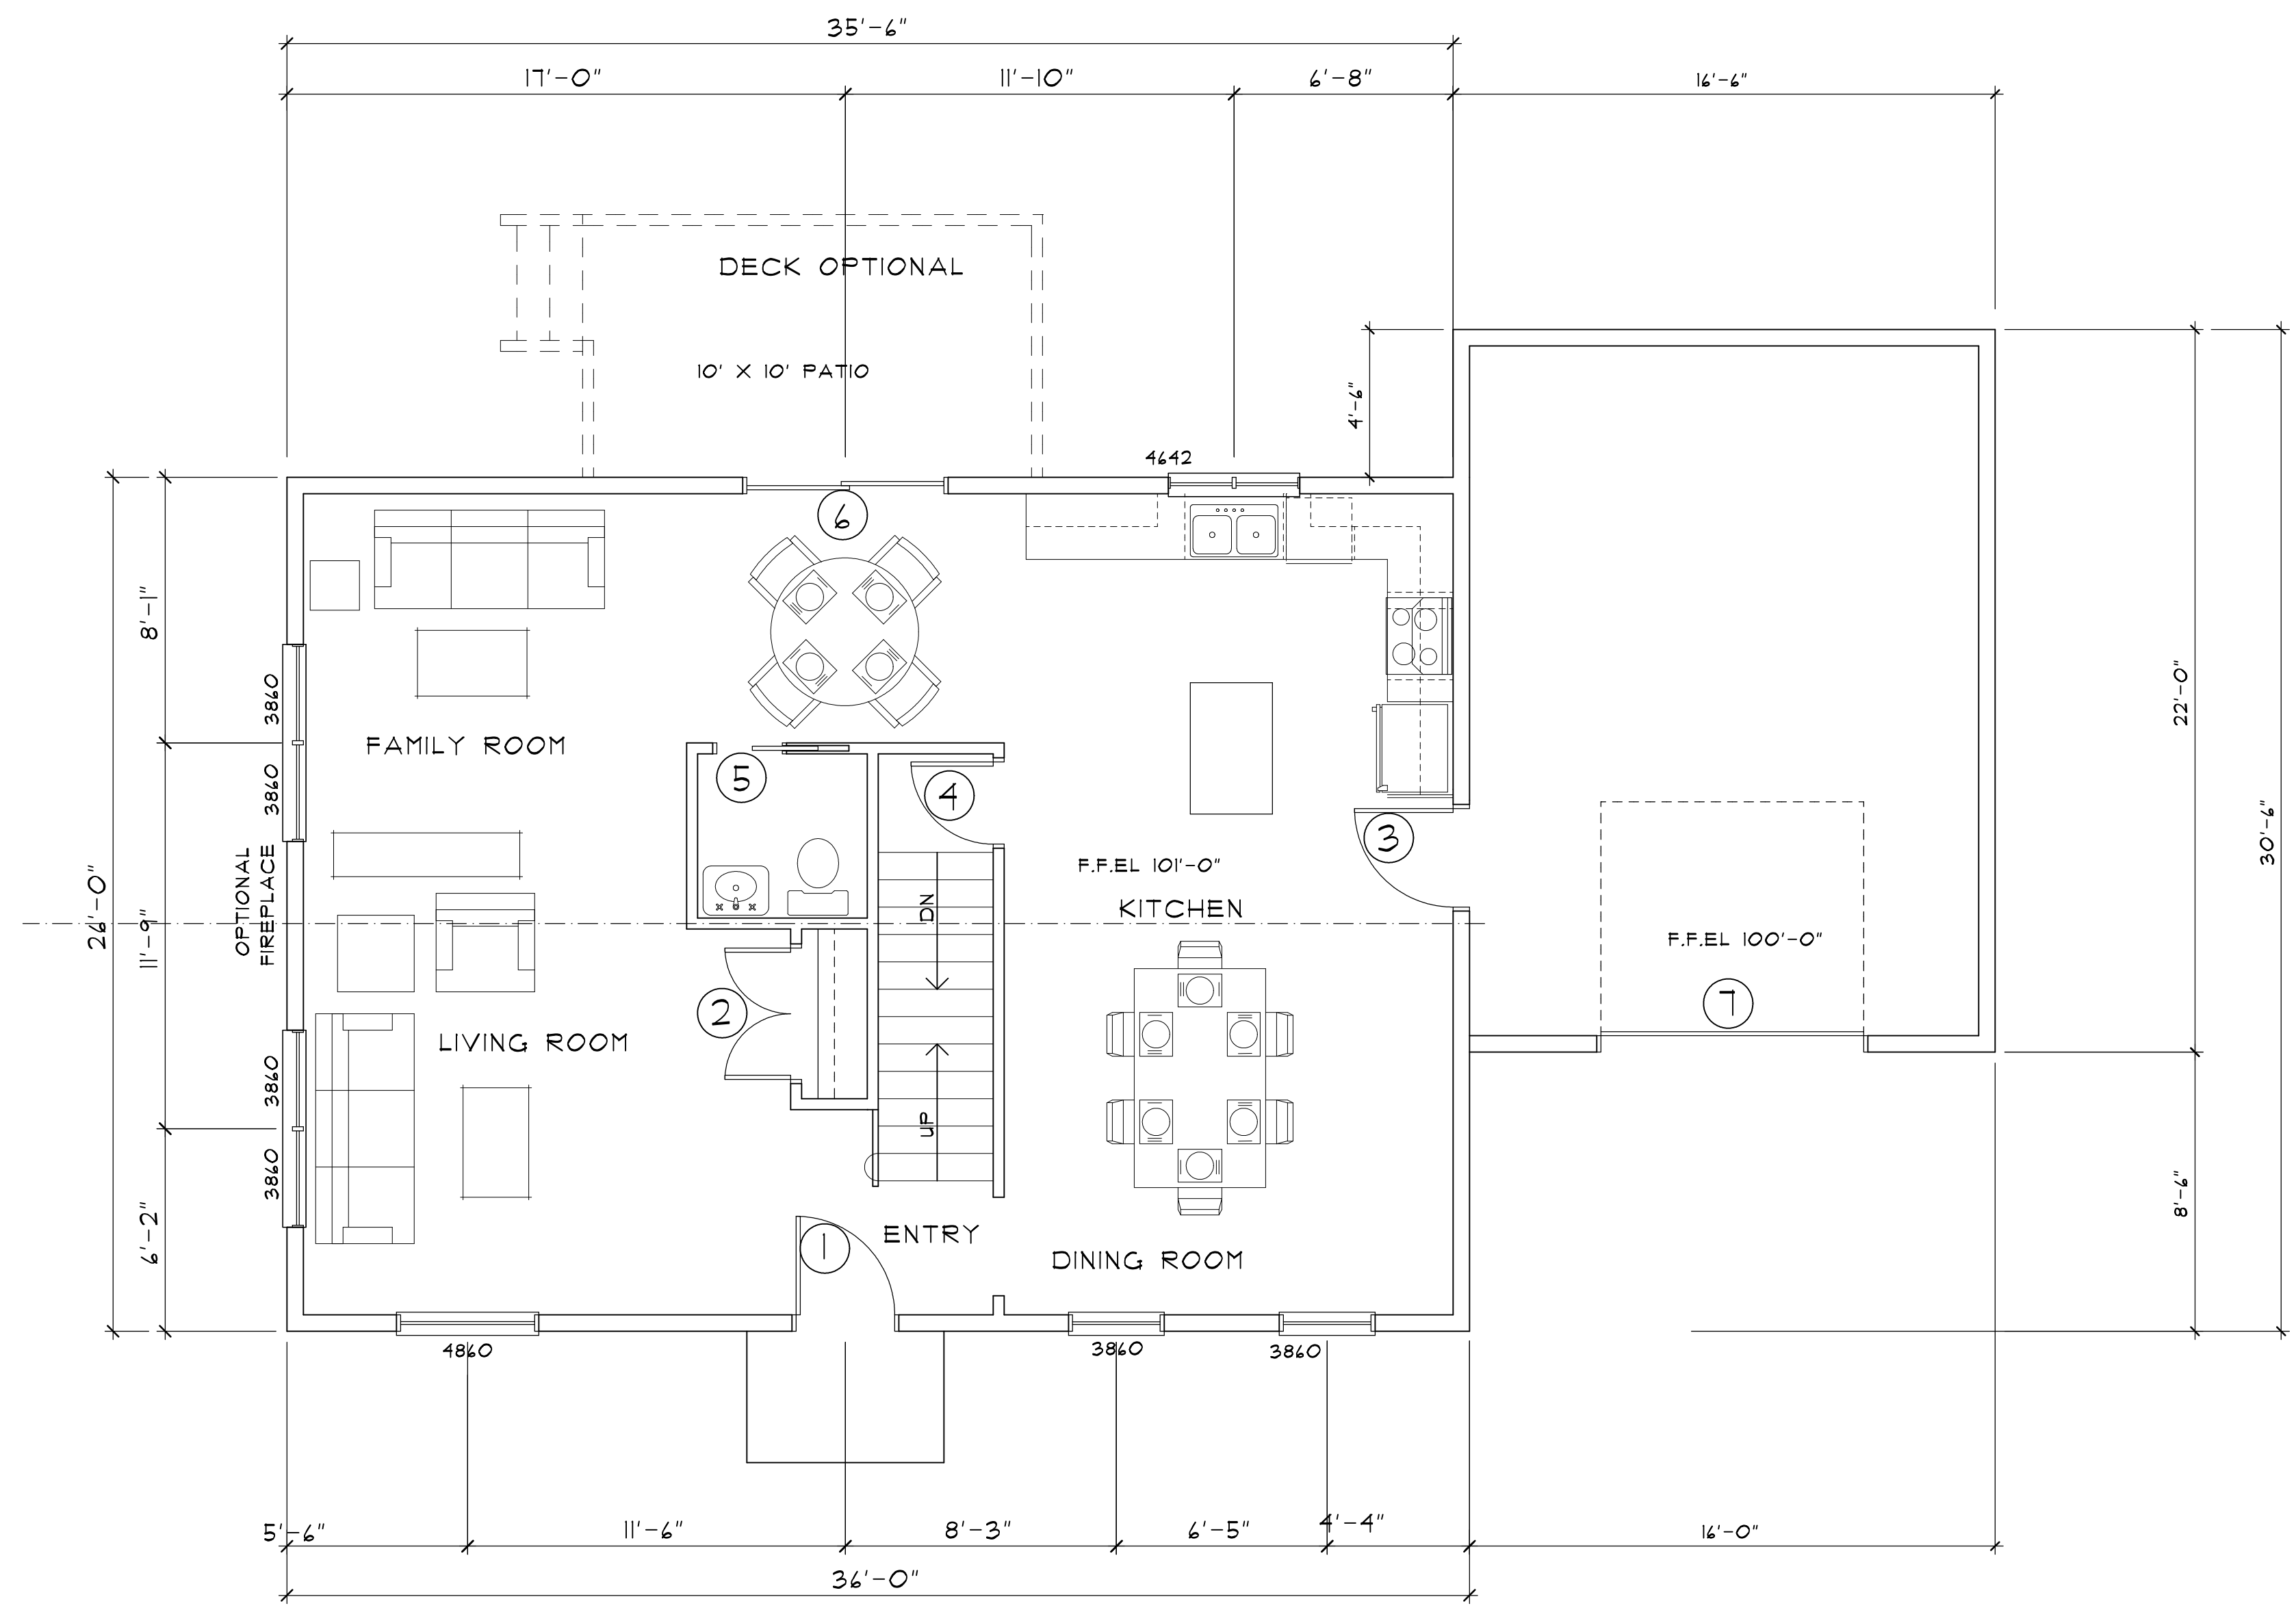 35'-6"
17'-0"
11'-10"
6'-8"
16'-6"
DECK OPTIONAL
10' X 10' PATIO
4'-6"
4642
6
8'-1"
3860
FAMILY ROOM
3860
5
4
3
22'-0"
30'-6"
F.F.EL 101'-0"
KITCHEN
DN
26'-0"
11'-9"
OPTIONAL
FIREPLACE
F.F.EL 100'-0"
7
2
LIVING ROOM
3860
3860
UP
6'-2"
8'-6"
1
ENTRY
DINING ROOM
4860
3860
3860
5'-6"
11'-6"
8'-3"
6'-5"
4'-4"
16'-0"
36'-0"